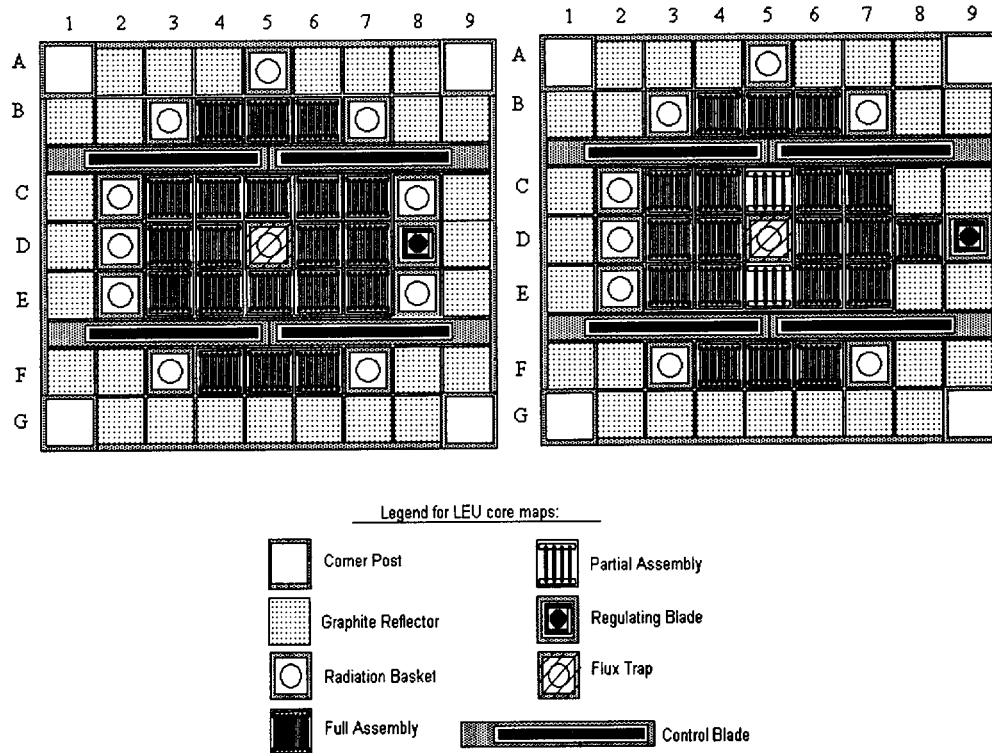 1 2 3 4 5 6 7 8 9
1 2 3 4 5 6 7 8 9
A
B
C
D
E
F
G
A
B
C
D
E
F
G
Legend for LEU core maps:
Corner Post
Partial Assembly
Graphite Reflector
Regulating Blade
Radiation Basket
Flux Trap
Full Assembly
Control Blade